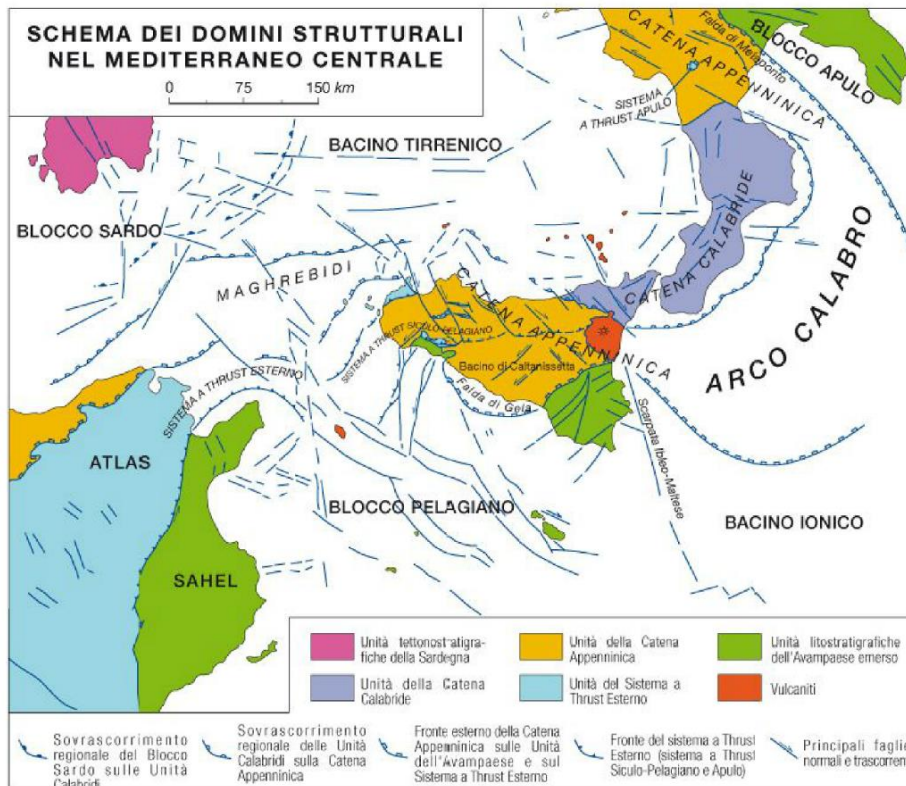 SCHEMA DEI DOMINI STRUTTURALI
NEL MEDITERRANEO CENTRALE
0 75 150 km
CATENA APPENNINICA
Falda di Metaponto
BLOCCO APULO
SISTEMA
A THRUST APULO
BACINO TIRRENICO
BLOCCO SARDO
MAGHREBIDI
CATENA CALABRIDE
ARCO CALABRO
CATENA APPENNINICA
SISTEMA A THRUST SICULO-PELAGIANO
Bacino di Caltanissetta
Falda di Gela
SISTEMA A THRUST ESTERNO
Scarpata Ibleo-Maltese
ATLAS
BLOCCO PELAGIANO
BACINO IONICO
SAHEL
Unità tettonostratigra-
fiche della Sardegna
Unità della Catena
Appenninica
Unità litostratigrafiche
dell'Avampaese emerso
Unità della Catena
Calabride
Unità del Sistema a
Thrust Esterno
Vulcaniti
Sovrascorrimento
regionale del Blocco
Sardo sulle Unità
Calabridi
Sovrascorrimento
regionale delle Unità
Calabridi sulla Catena
Appenninica
Fronte esterno della Catena
Appenninica sulle Unità
dell'Avampaese e sul
Sistema a Thrust Esterno
Fronte del sistema a Thrust
Esterno (sistema a Thrust
Siculo-Pelagiano e Apulo)
Principali faglie
normali e trascorrenti